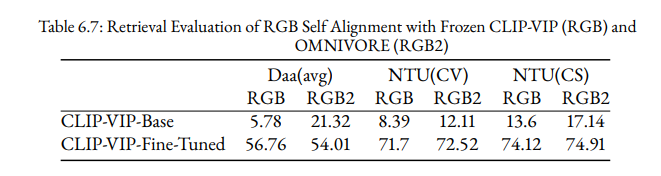 Table 6.7: Retrieval Evaluation of RGB Self Alignment with Frozen CLIP-VIP (RGB) and
OMNIVORE (RGB2)
Daa(avg) NTU(CV) NTU(CS)
RGB RGB2 RGB RGB2 RGB RGB2
CLIP-VIP-Base 5.78 21.32 8.39 12.11 13.6 17.14
CLIP-VIP-Fine-Tuned 56.76 54.01 71.7 72.52 74.12 74.91